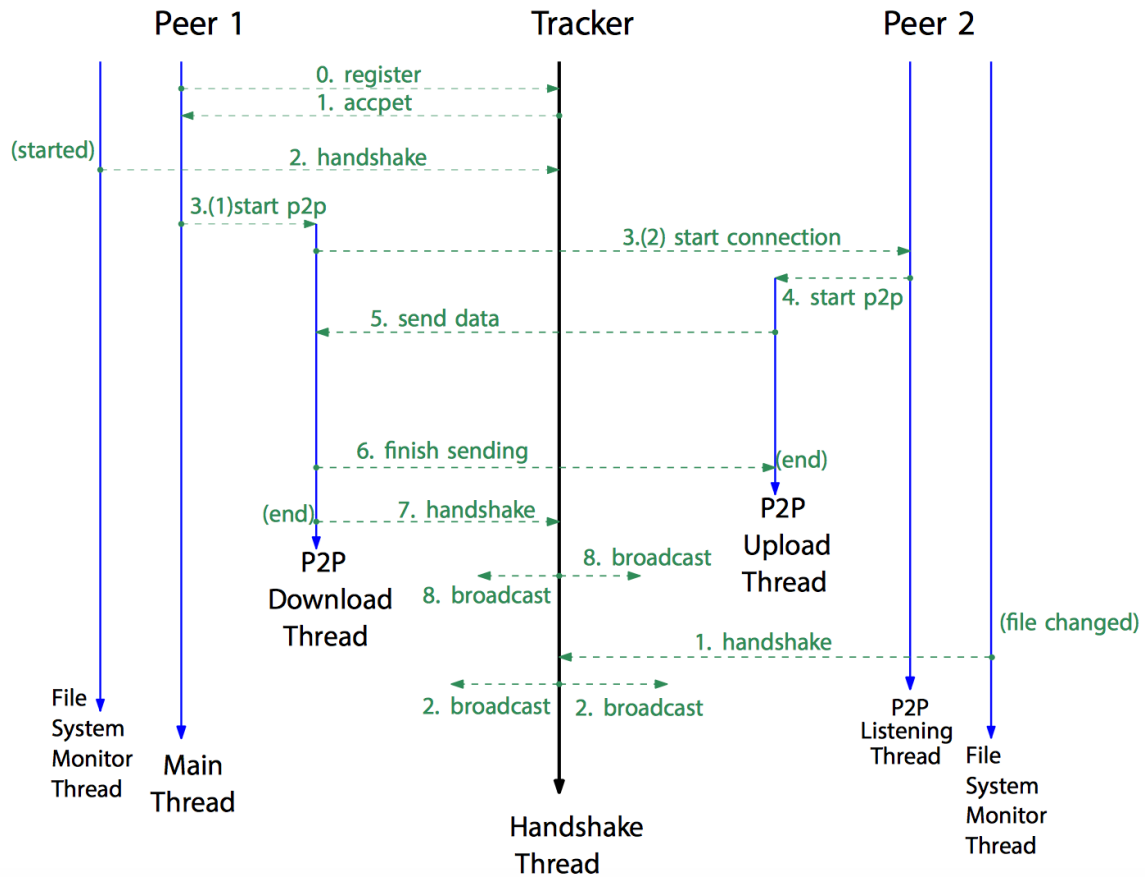 Peer 1
Tracker
Peer 2
0. register
1. accpet
(started)
2. handshake
3.(1)start p2p
3.(2) start connection
4. start p2p
5. send data
6. finish sending
(end)
(end)
7. handshake
P2P
Upload
Thread
P2P
Download
Thread
8. broadcast
8. broadcast
(file changed)
1. handshake
2. broadcast
2. broadcast
File
System
Monitor
Thread
Main
Thread
P2P
Listening
Thread
File
System
Monitor
Thread
Handshake
Thread